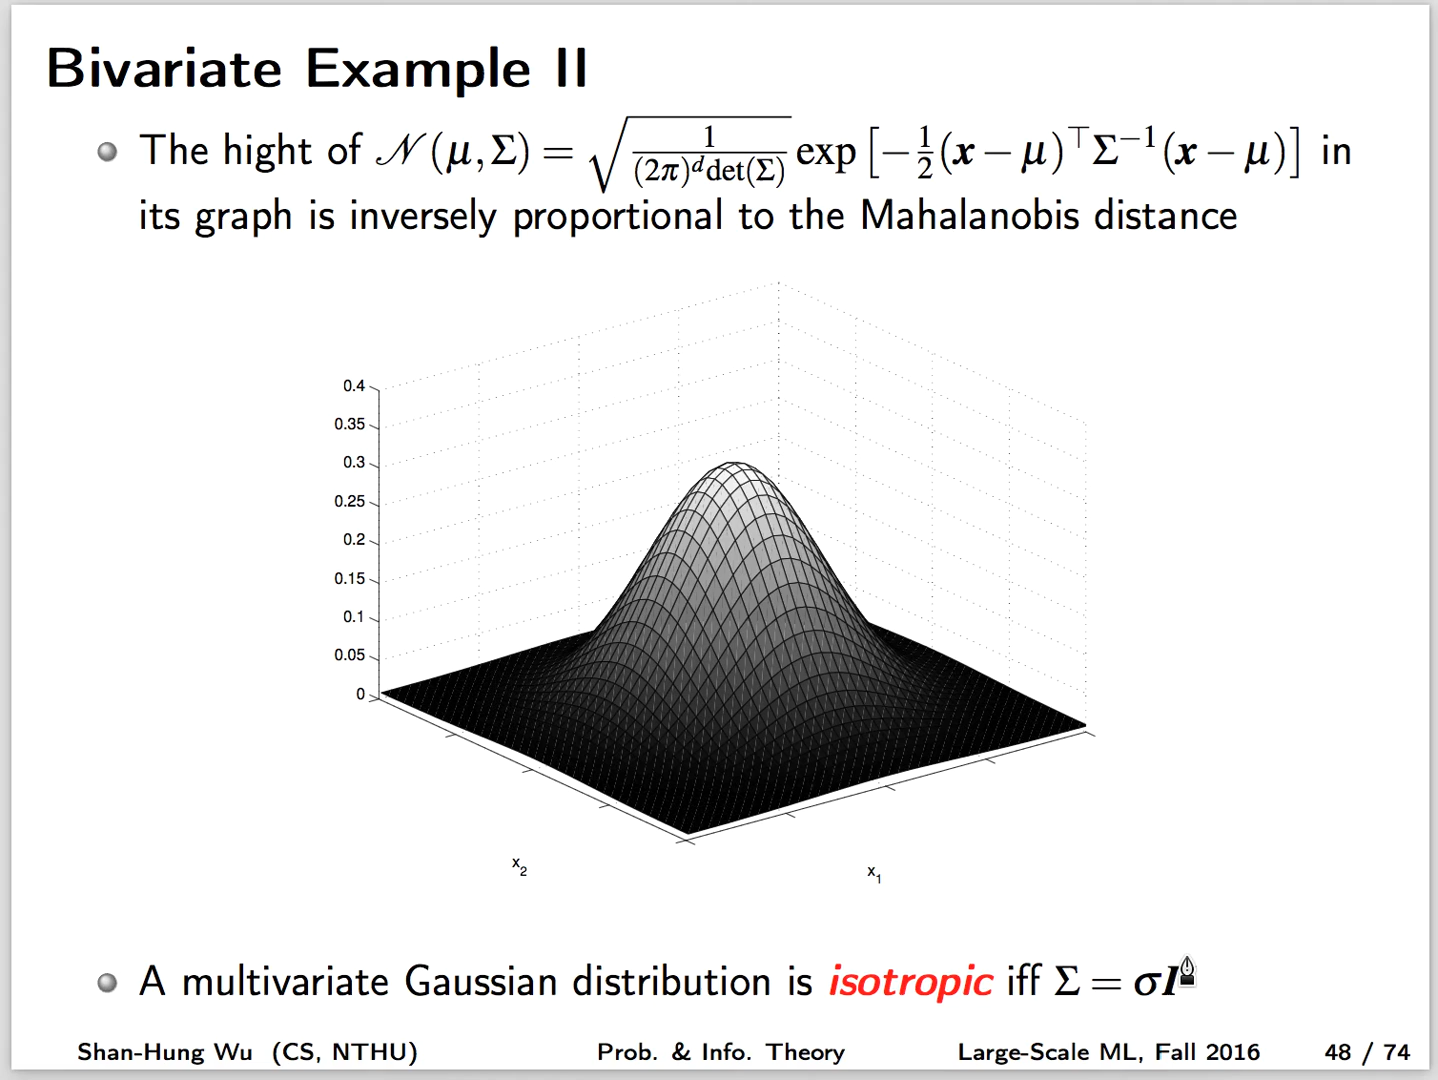 Bivariate Example II
The hight of 𝒩(μ,Σ) = √(1/((2π)^d det(Σ))) exp[−½(x−μ)^⊤Σ^−1(x−μ)] in
its graph is inversely proportional to the Mahalanobis distance
0.4
0.35
0.3
0.25
0.2
0.15
0.1
0.05
0
x₂
x₁
A multivariate Gaussian distribution is isotropic iff Σ = σI
Shan-Hung Wu (CS, NTHU) Prob. & Info. Theory Large-Scale ML, Fall 2016 48 / 74